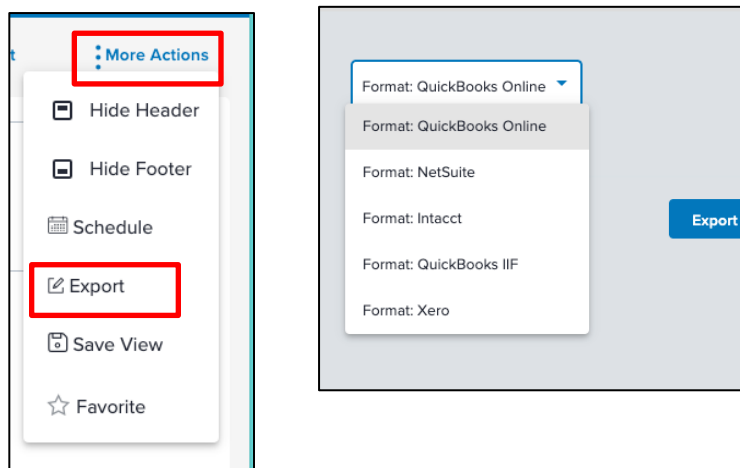 t
More Actions
Hide Header
Hide Footer
Schedule
Export
Save View
Favorite
Format: QuickBooks Online
Format: QuickBooks Online
Format: NetSuite
Format: Intacct
Format: QuickBooks IIF
Format: Xero
Export